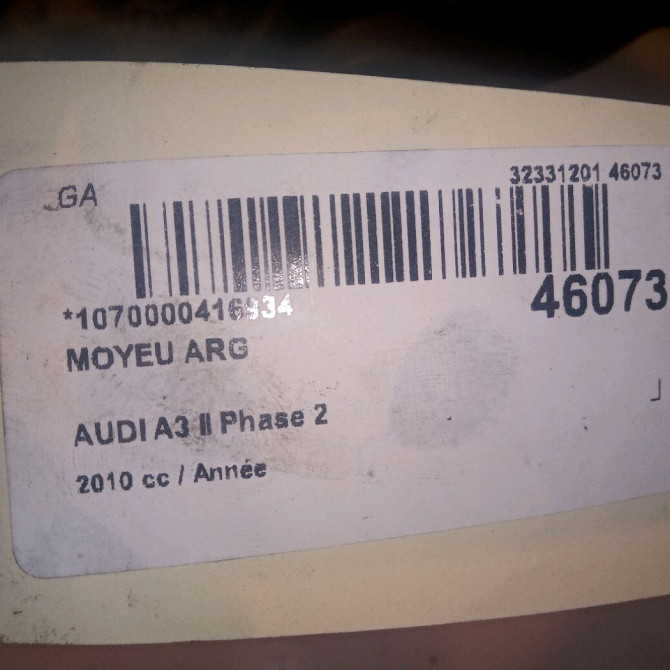 GA
32331201 46073
*1070000416934
46073
MOYEU ARG
AUDI A3 II Phase 2
2010 cc / Année